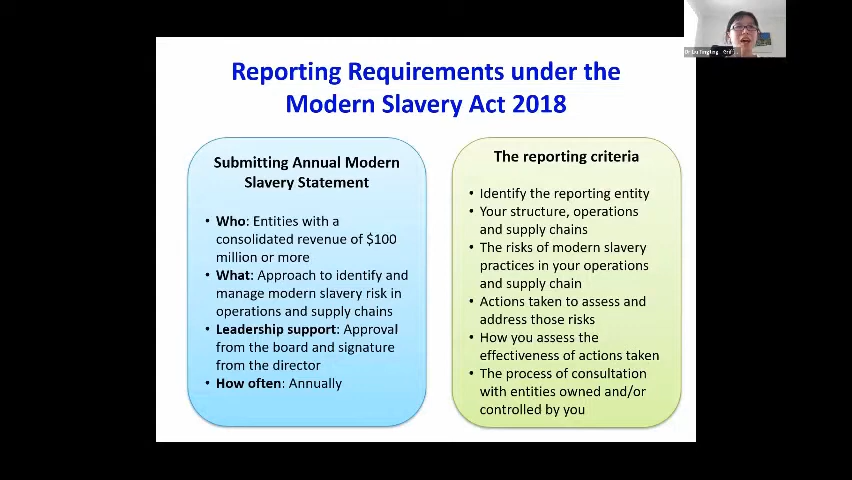 Reporting Requirements under the
Modern Slavery Act 2018
Submitting Annual Modern
Slavery Statement
• Who: Entities with a
consolidated revenue of $100
million or more
• What: Approach to identify and
manage modern slavery risk in
operations and supply chains
• Leadership support: Approval
from the board and signature
from the director
• How often: Annually
The reporting criteria
• Identify the reporting entity
• Your structure, operations
and supply chains
• The risks of modern slavery
practices in your operations
and supply chain
• Actions taken to assess and
address those risks
• How you assess the
effectiveness of actions taken
• The process of consultation
with entities owned and/or
controlled by you